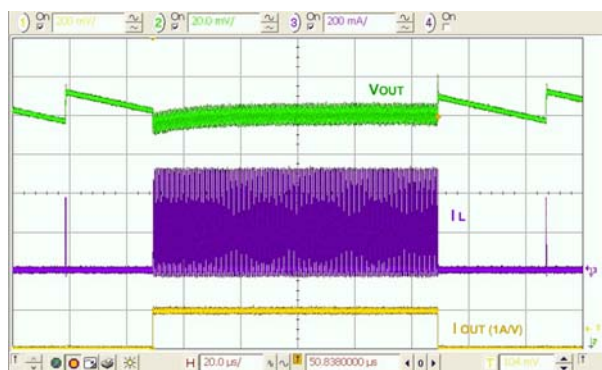 1 On 200 mV/ 2 On 20.0 mV/ 3 On 200 mA/ 4 On
VOUT
IL
IOUT (1A/V)
H 20.0 µs/ T 50.8380000 µs 0 T 104 mV